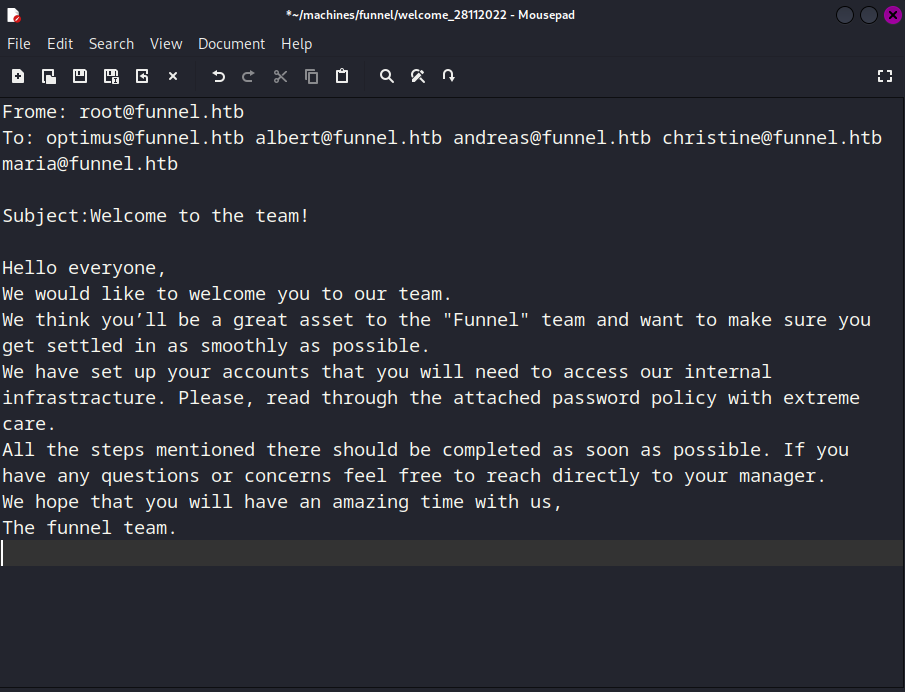 *~/machines/funnel/welcome_28112022 - Mousepad
File Edit Search View Document Help
Frome: root@funnel.htb
To: optimus@funnel.htb albert@funnel.htb andreas@funnel.htb christine@funnel.htb
maria@funnel.htb
Subject:Welcome to the team!
Hello everyone,
We would like to welcome you to our team.
We think you’ll be a great asset to the "Funnel" team and want to make sure you
get settled in as smoothly as possible.
We have set up your accounts that you will need to access our internal
infrastracture. Please, read through the attached password policy with extreme
care.
All the steps mentioned there should be completed as soon as possible. If you
have any questions or concerns feel free to reach directly to your manager.
We hope that you will have an amazing time with us,
The funnel team.